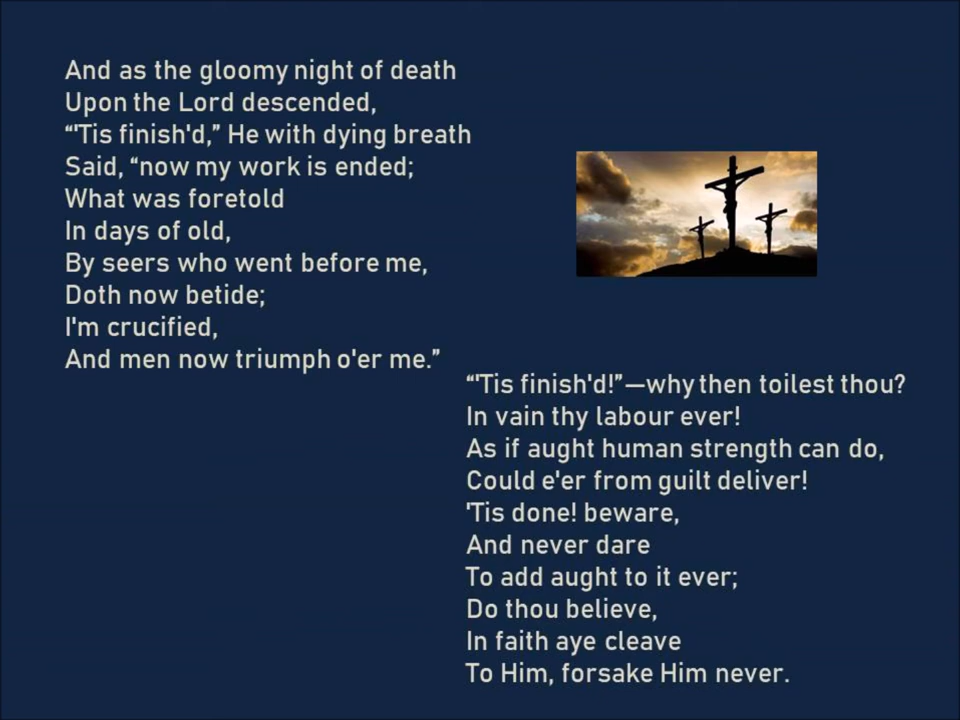 And as the gloomy night of death
Upon the Lord descended,
“'Tis finish'd,” He with dying breath
Said, “now my work is ended;
What was foretold
In days of old,
By seers who went before me,
Doth now betide;
I'm crucified,
And men now triumph o'er me.”
“'Tis finish'd!”—why then toilest thou?
In vain thy labour ever!
As if aught human strength can do,
Could e'er from guilt deliver!
'Tis done! beware,
And never dare
To add aught to it ever;
Do thou believe,
In faith aye cleave
To Him, forsake Him never.